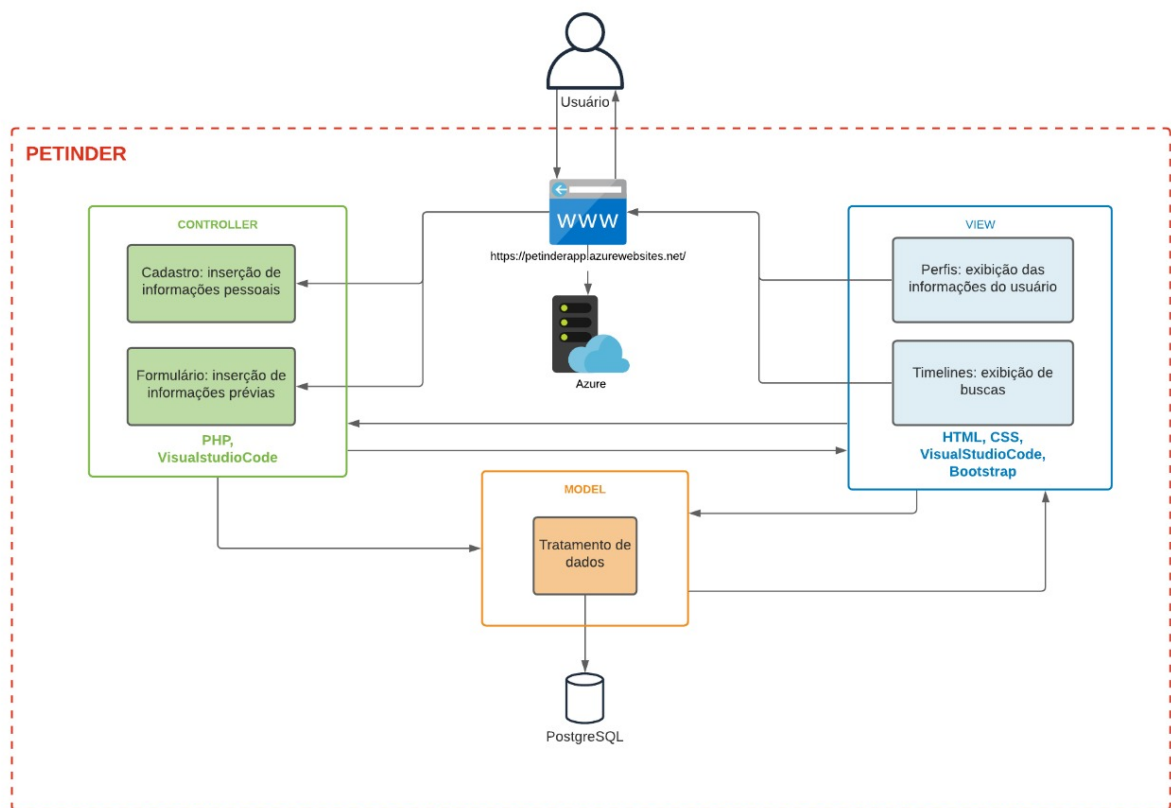 Usuário
PETINDER
www
https://petinderapp.azurewebsites.net/
Azure
CONTROLLER
Cadastro: inserção de
informações pessoais
Formulário: inserção de
informações prévias
PHP,
VisualstudioCode
VIEW
Perfis: exibição das
informações do usuário
Timelines: exibição de
buscas
HTML, CSS,
VisualStudioCode,
Bootstrap
MODEL
Tratamento de
dados
PostgreSQL